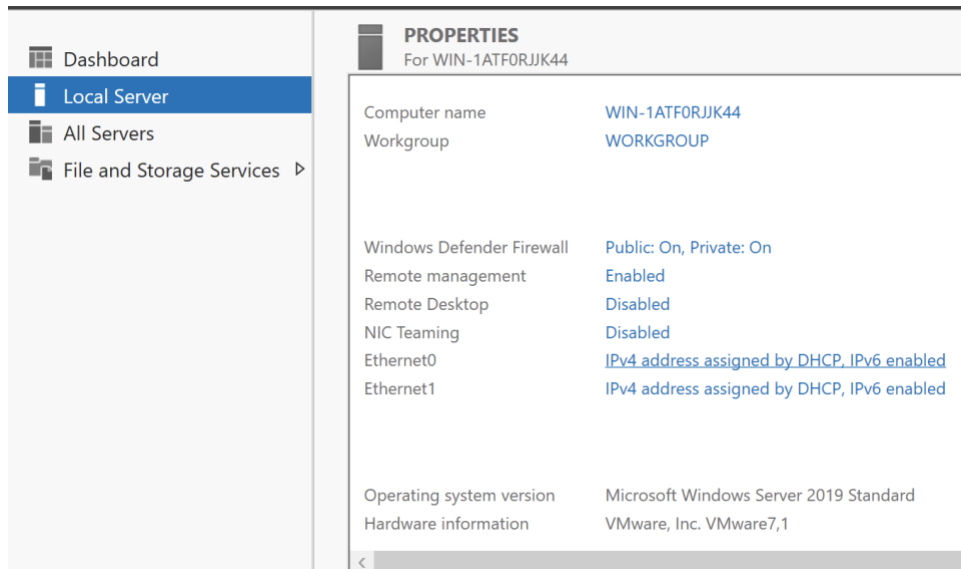 Dashboard
Local Server
All Servers
File and Storage Services
PROPERTIES
For WIN-1ATF0RJJK44
Computer name WIN-1ATF0RJJK44
Workgroup WORKGROUP
Windows Defender Firewall Public: On, Private: On
Remote management Enabled
Remote Desktop Disabled
NIC Teaming Disabled
Ethernet0 IPv4 address assigned by DHCP, IPv6 enabled
Ethernet1 IPv4 address assigned by DHCP, IPv6 enabled
Operating system version Microsoft Windows Server 2019 Standard
Hardware information VMware, Inc. VMware7,1